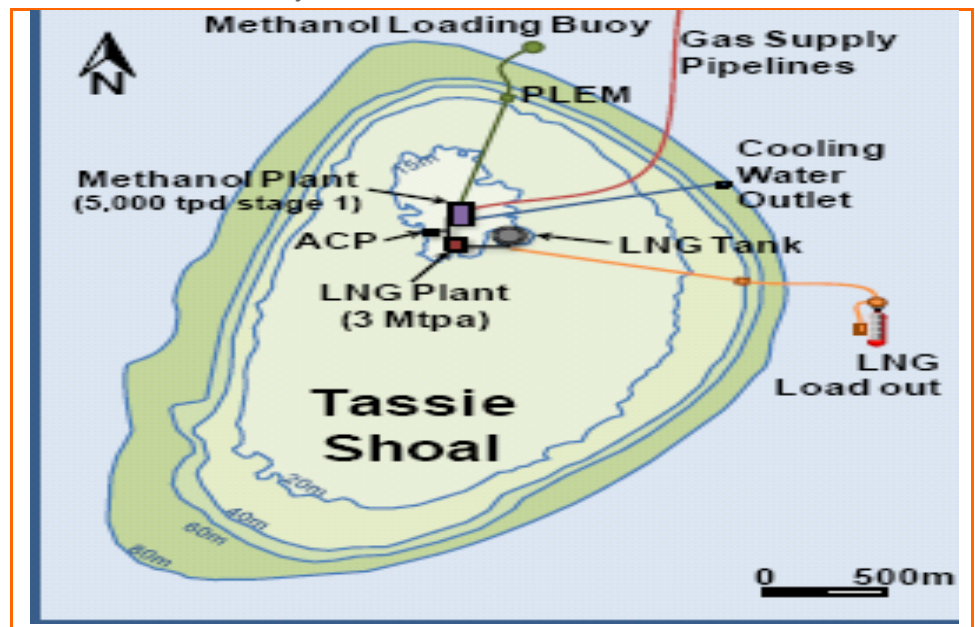 Methanol Loading Buoy
Gas Supply
Pipelines
N
PLEM
Cooling
Water
Outlet
15m
Methanol Plant
(5,000 tpd stage 1)
ACP
LNG Tank
LNG Plant
(3 Mtpa)
LNG
Load out
Tassie
Shoal
20m
40m
60m
80m
0 500m